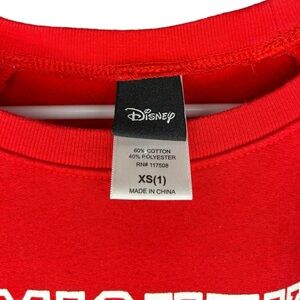 Disney
60% COTTON
40% POLYESTER
RN# 117508
XS(1)
MADE IN CHINA